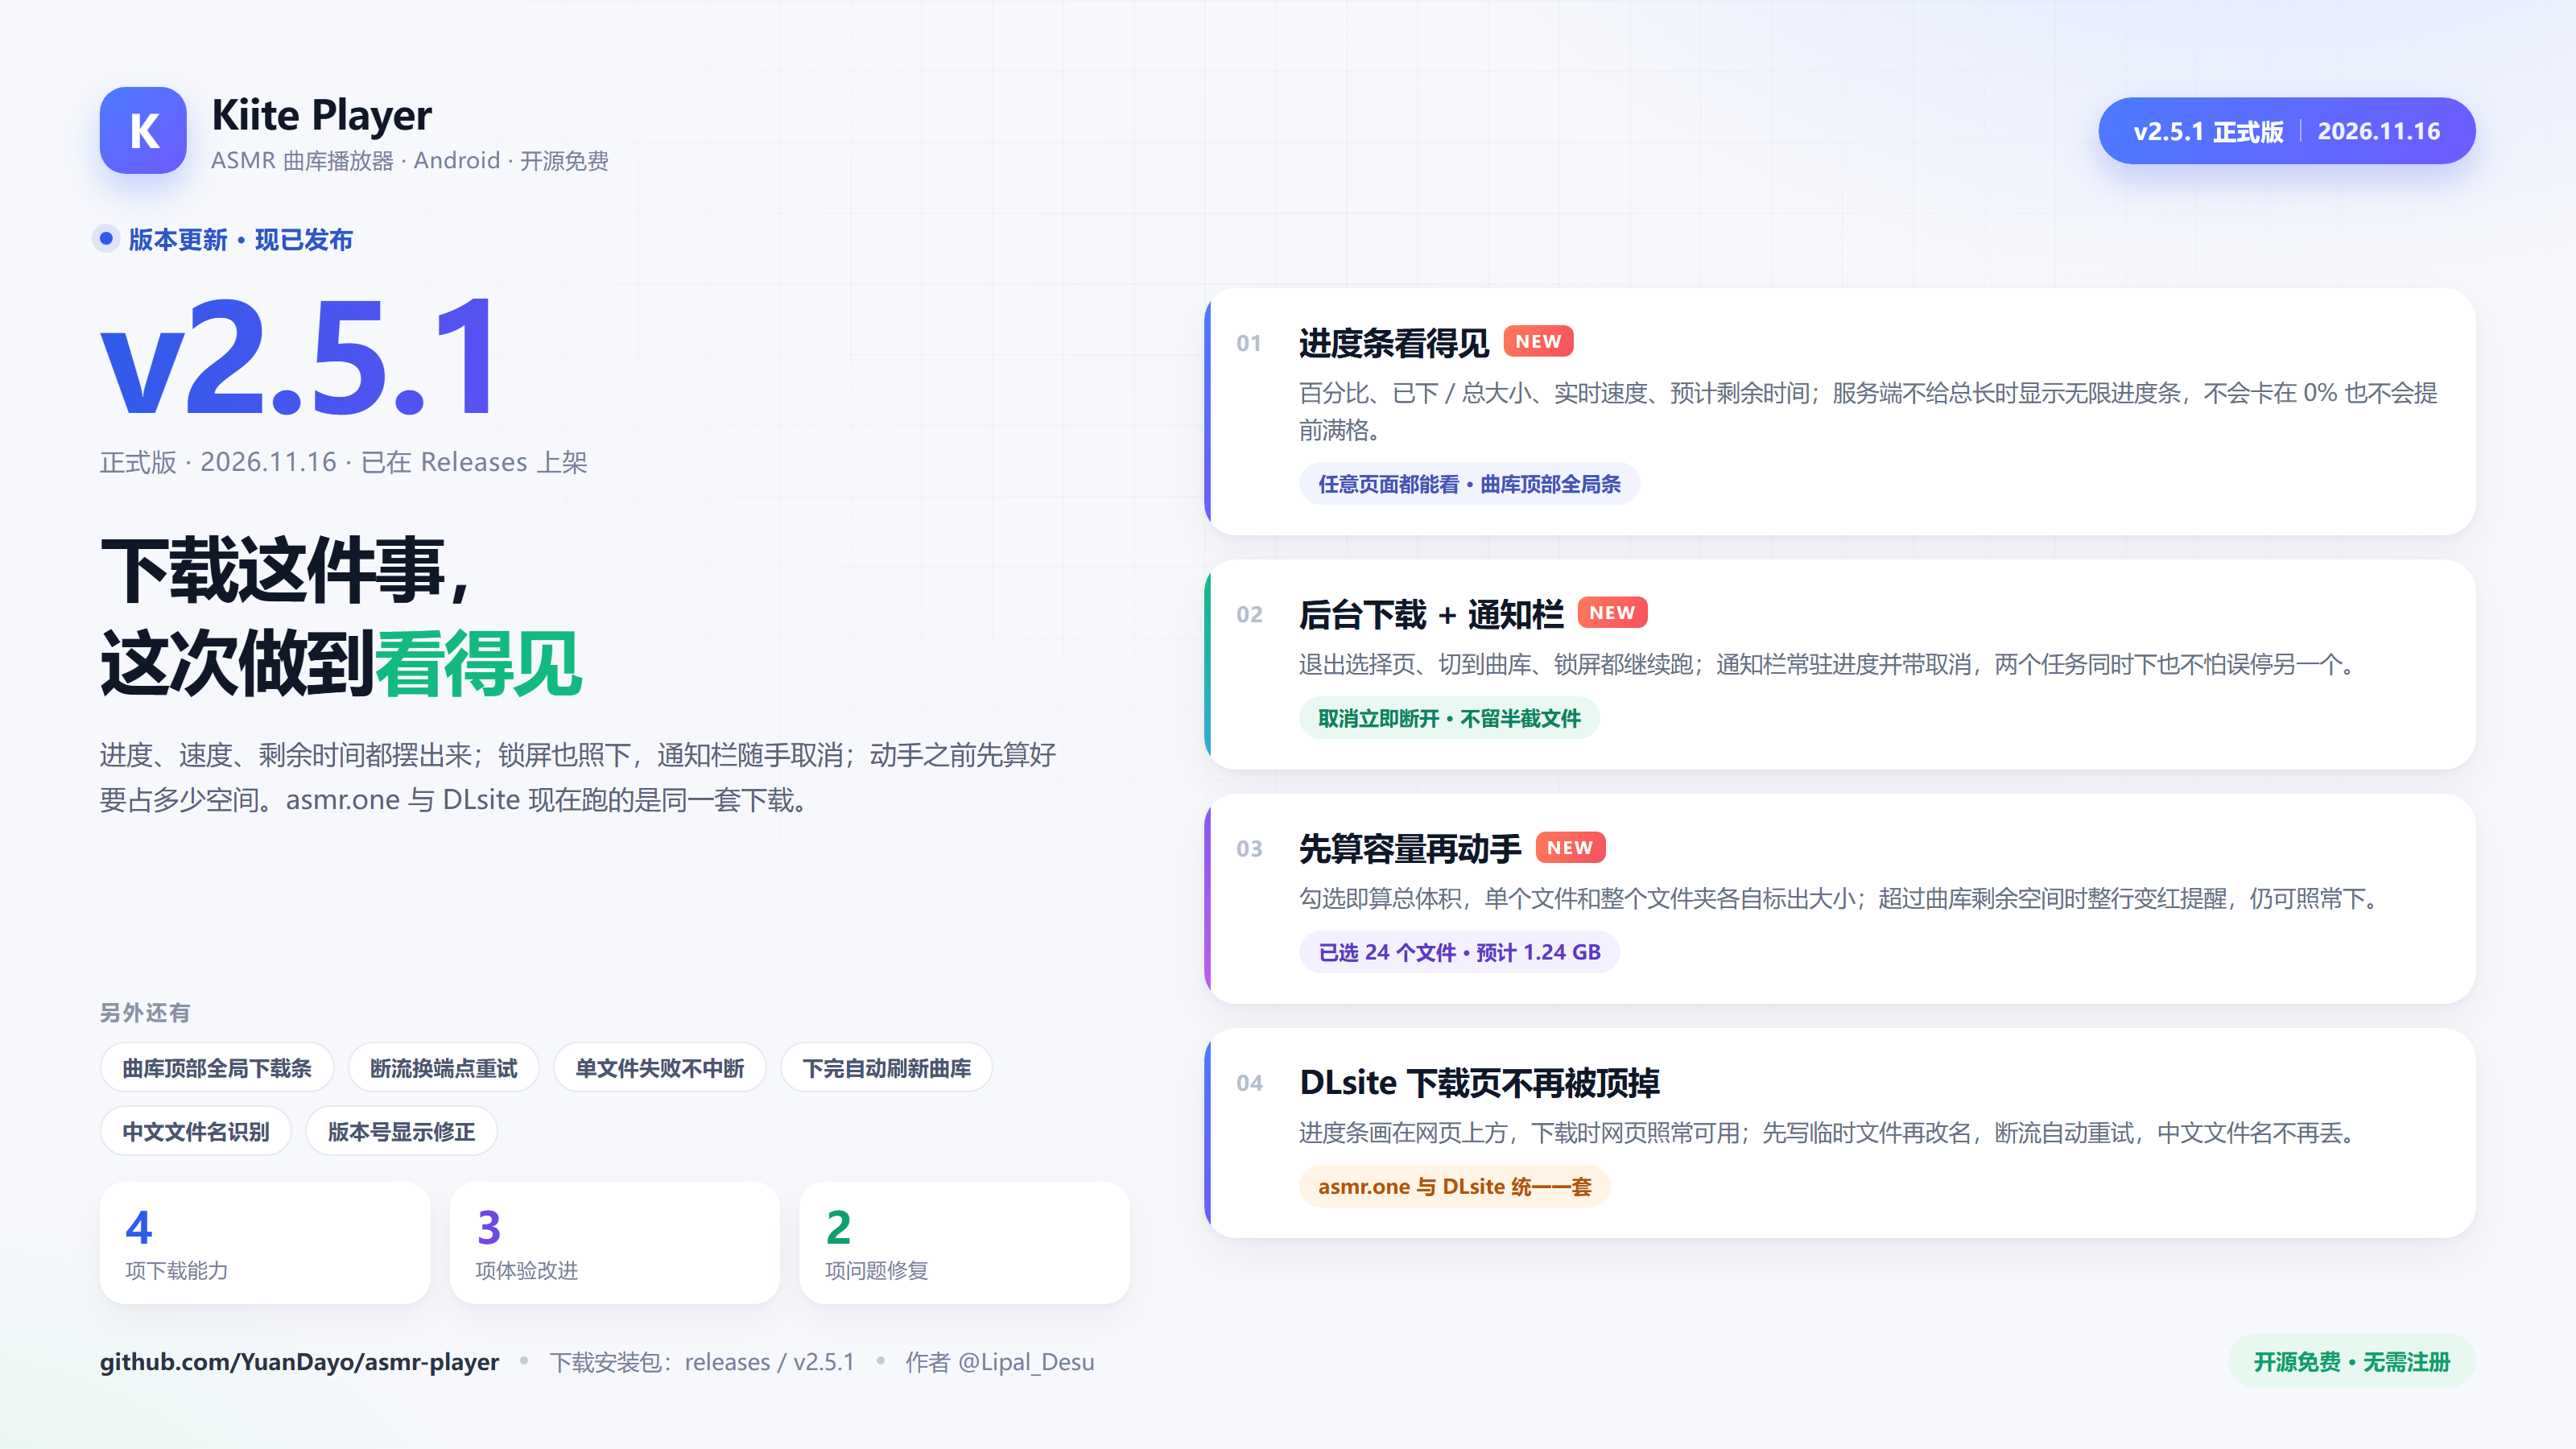 K
Kiite Player
ASMR 曲库播放器 · Android · 开源免费
v2.5.1 正式版 | 2026.11.16
版本更新 • 现已发布
v2.5.1
正式版 · 2026.11.16 · 已在 Releases 上架
下载这件事，
这次做到看得见
进度、速度、剩余时间都摆出来；锁屏也照下，通知栏随手取消；动手之前先算好
要占多少空间。asmr.one 与 DLsite 现在跑的是同一套下载。
另外还有
曲库顶部全局下载条
断流换端点重试
单文件失败不中断
下完自动刷新曲库
中文文件名识别
版本号显示修正
4
项下载能力
3
项体验改进
2
项问题修复
01
进度条看得见 NEW
百分比、已下 / 总大小、实时速度、预计剩余时间；服务端不给总长时显示无限进度条，不会卡在 0% 也不会提
前满格。
任意页面都能看 • 曲库顶部全局条
02
后台下载 + 通知栏 NEW
退出选择页、切到曲库、锁屏都继续跑；通知栏常驻进度并带取消，两个任务同时下也不怕误停另一个。
取消立即断开 • 不留半截文件
03
先算容量再动手 NEW
勾选即算总体积，单个文件和整个文件夹各自标出大小；超过曲库剩余空间时整行变红提醒，仍可照常下。
已选 24 个文件 • 预计 1.24 GB
04
DLsite 下载页不再被顶掉
进度条画在网页上方，下载时网页照常可用；先写临时文件再改名，断流自动重试，中文文件名不再丢。
asmr.one 与 DLsite 统一一套
github.com/YuanDayo/asmr-player • 下载安装包：releases / v2.5.1 • 作者 @Lipal_Desu
开源免费 • 无需注册